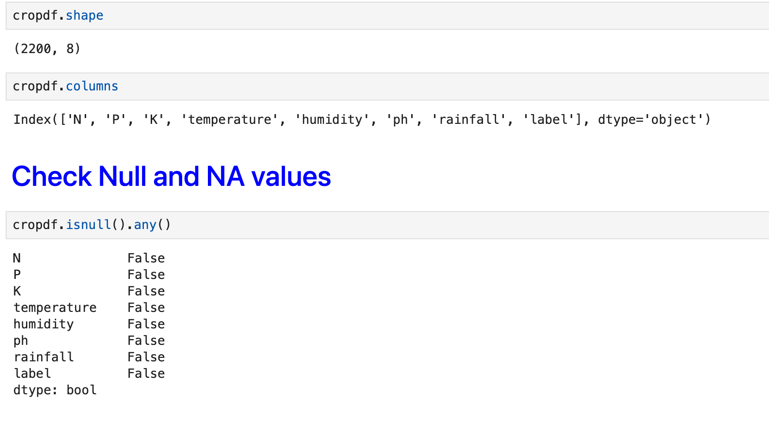 cropdf.shape
(2200, 8)
cropdf.columns
Index(['N', 'P', 'K', 'temperature', 'humidity', 'ph', 'rainfall', 'label'], dtype='object')
Check Null and NA values
cropdf.isnull().any()
N              False
P              False
K              False
temperature    False
humidity       False
ph             False
rainfall       False
label          False
dtype: bool